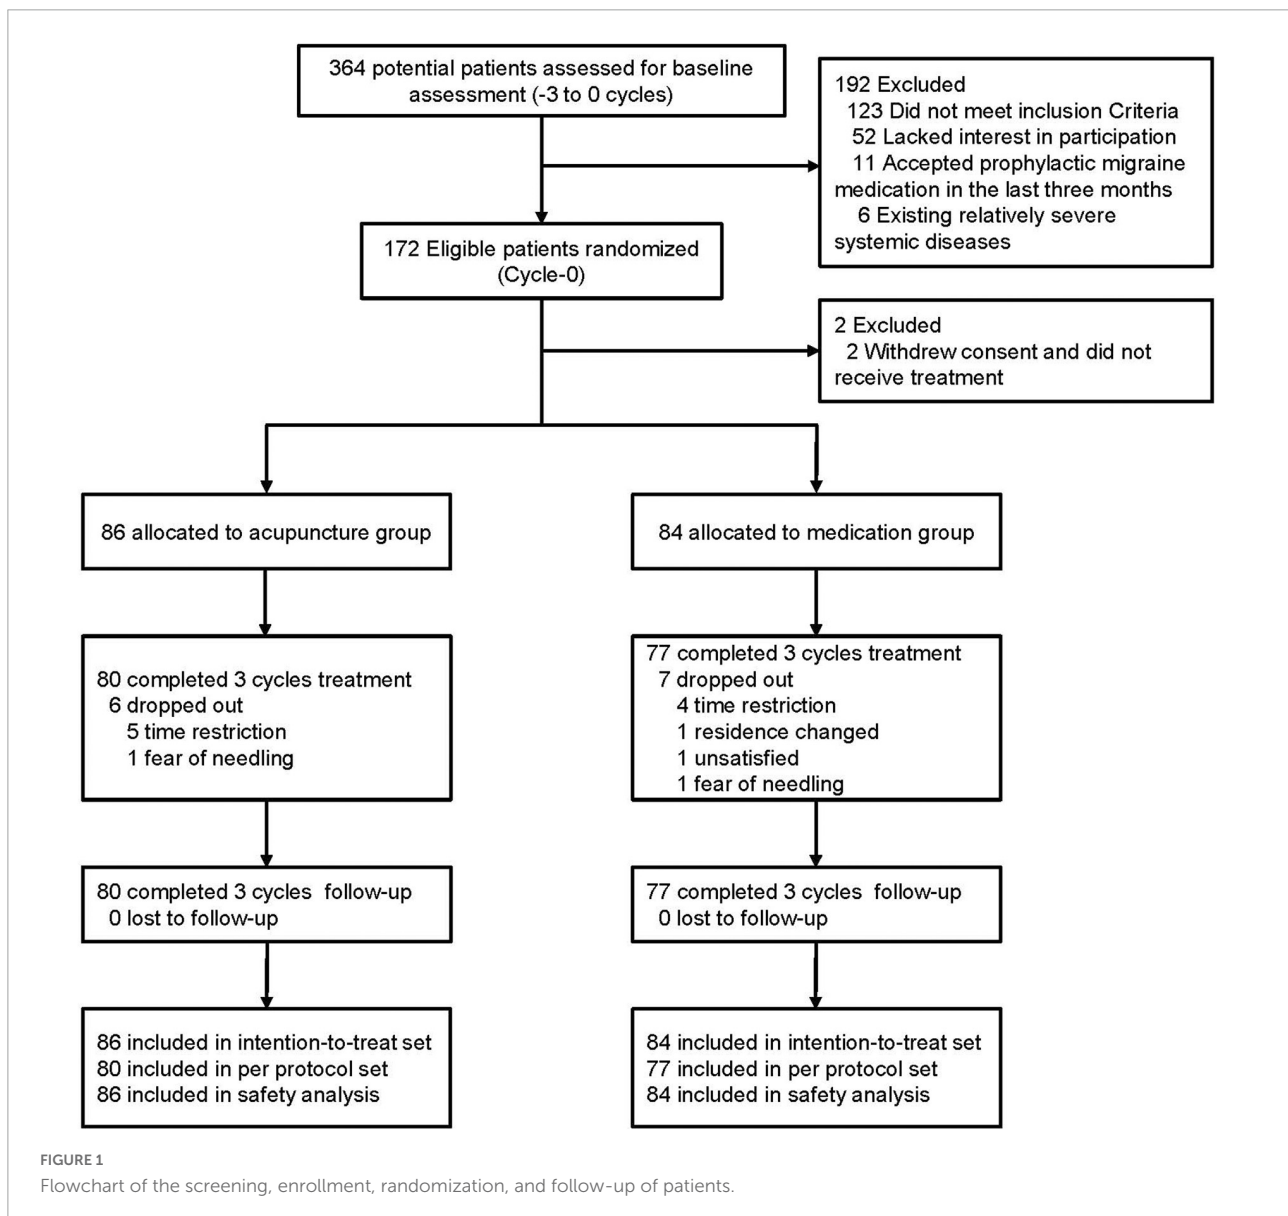 364 potential patients assessed for baseline
assessment (-3 to 0 cycles)
192 Excluded
123 Did not meet inclusion Criteria
52 Lacked interest in participation
11 Accepted prophylactic migraine
medication in the last three months
6 Existing relatively severe
systemic diseases
172 Eligible patients randomized
(Cycle-0)
2 Excluded
2 Withdrew consent and did not
receive treatment
86 allocated to acupuncture group
84 allocated to medication group
80 completed 3 cycles treatment
6 dropped out
5 time restriction
1 fear of needling
77 completed 3 cycles treatment
7 dropped out
4 time restriction
1 residence changed
1 unsatisfied
1 fear of needling
80 completed 3 cycles follow-up
0 lost to follow-up
77 completed 3 cycles follow-up
0 lost to follow-up
86 included in intention-to-treat set
80 included in per protocol set
86 included in safety analysis
84 included in intention-to-treat set
77 included in per protocol set
84 included in safety analysis
FIGURE 1
Flowchart of the screening, enrollment, randomization, and follow-up of patients.